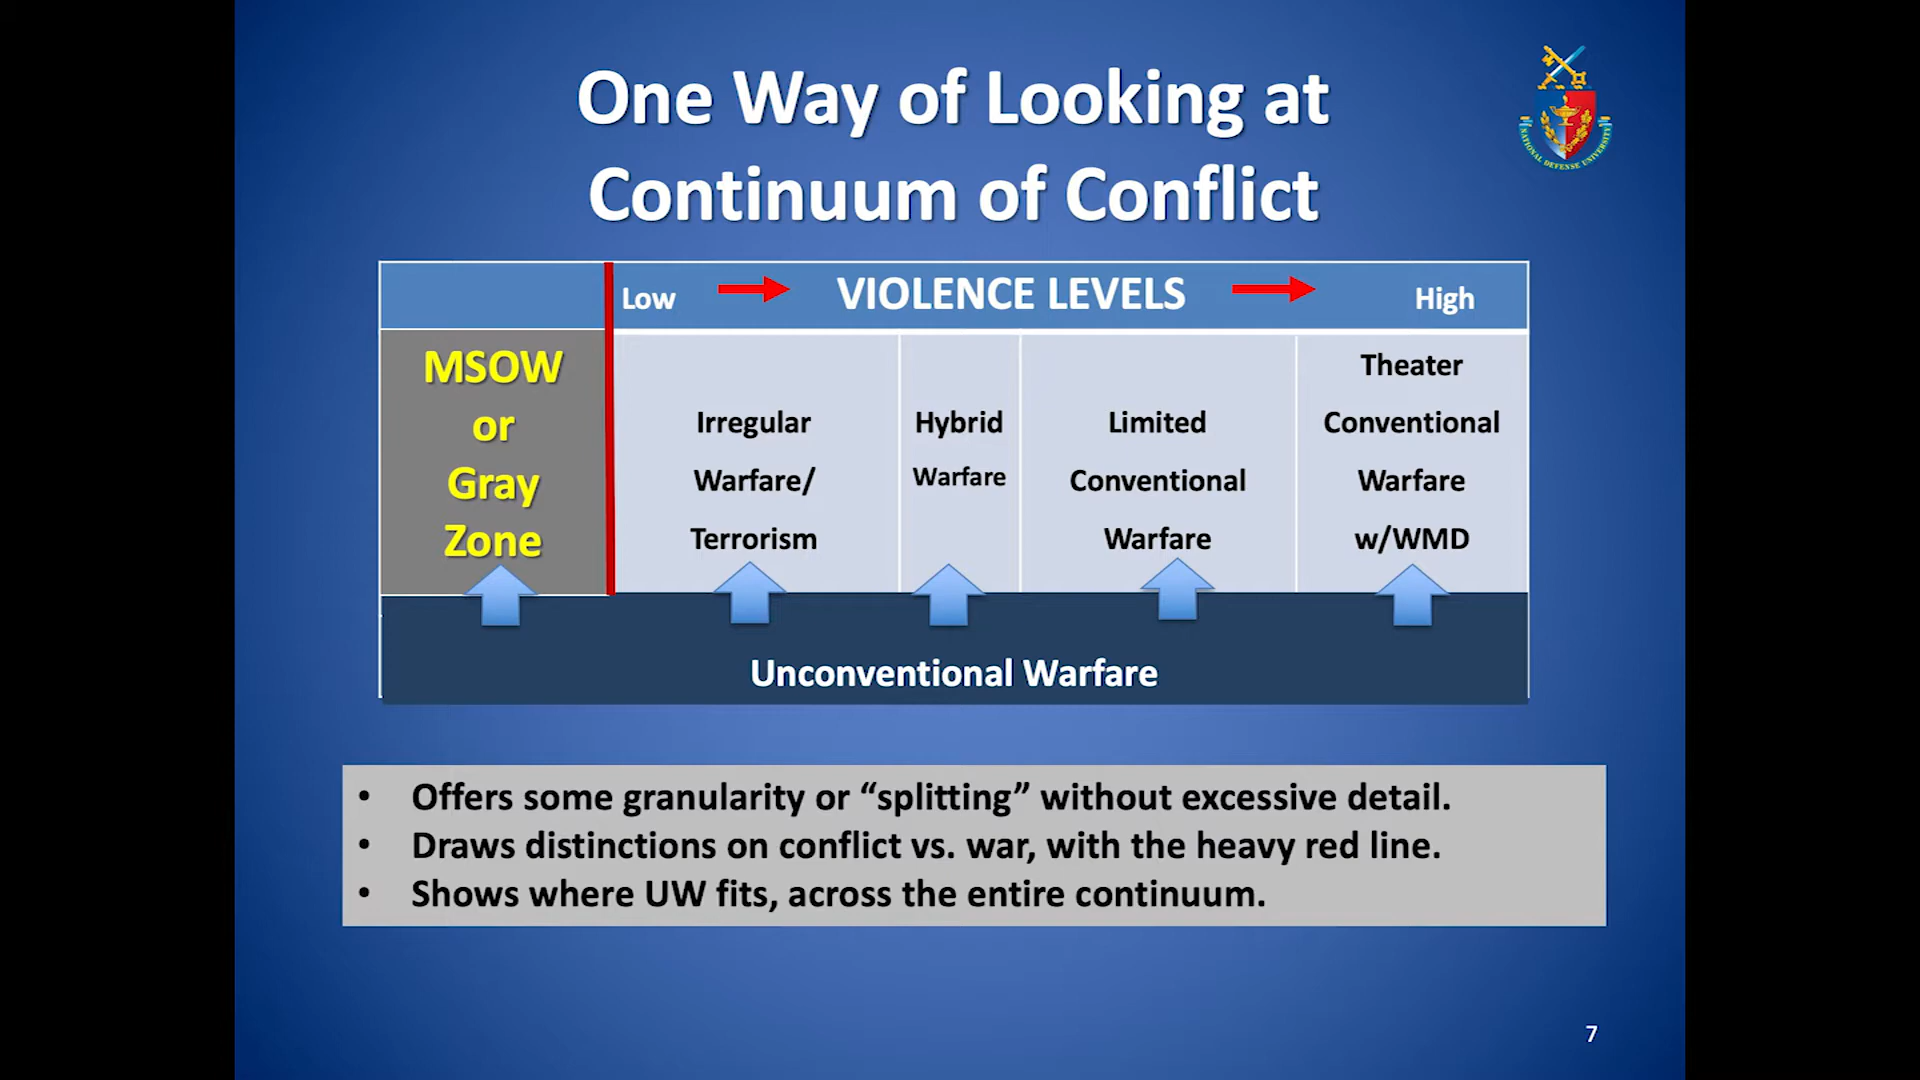 One Way of Looking at
Continuum of Conflict
NATIONAL DEFENSE UNIVERSITY
Low
VIOLENCE LEVELS
High
MSOW
or
Gray
Zone
Irregular
Warfare/
Terrorism
Hybrid
Warfare
Limited
Conventional
Warfare
Theater
Conventional
Warfare
w/WMD
Unconventional Warfare
• Offers some granularity or “splitting” without excessive detail.
• Draws distinctions on conflict vs. war, with the heavy red line.
• Shows where UW fits, across the entire continuum.
7